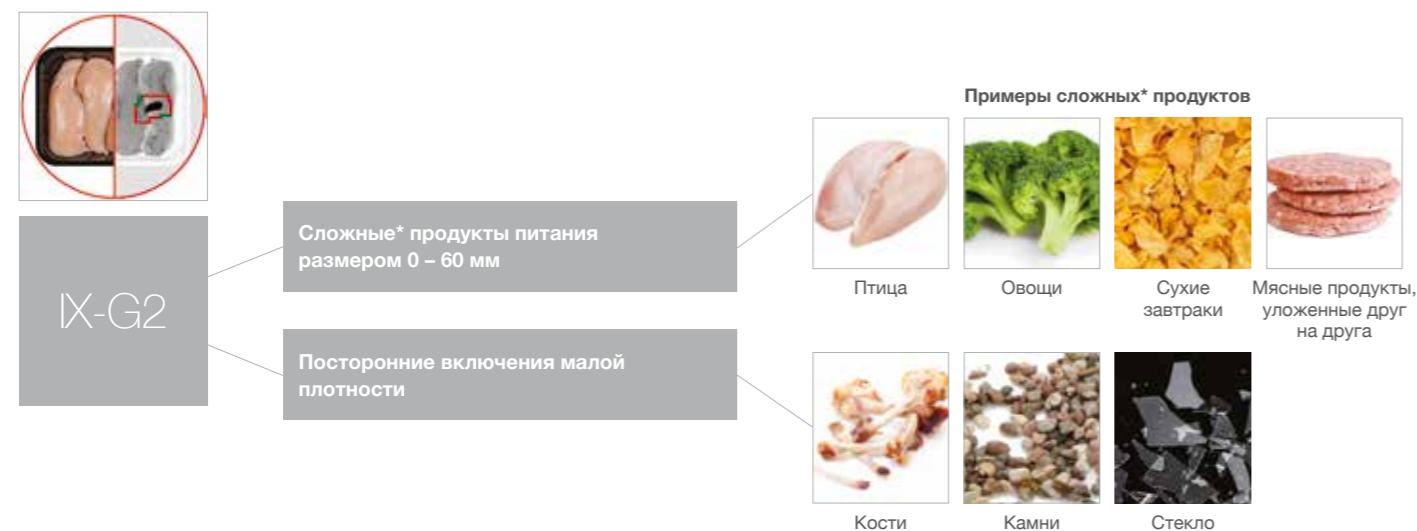 Примеры сложных* продуктов
IX-G2
Сложные* продукты питания
размером 0 – 60 мм
Птица
Овощи
Сухие
завтраки
Мясные продукты,
уложенные друг
на друга
Посторонние включения малой
плотности
Кости
Камни
Стекло